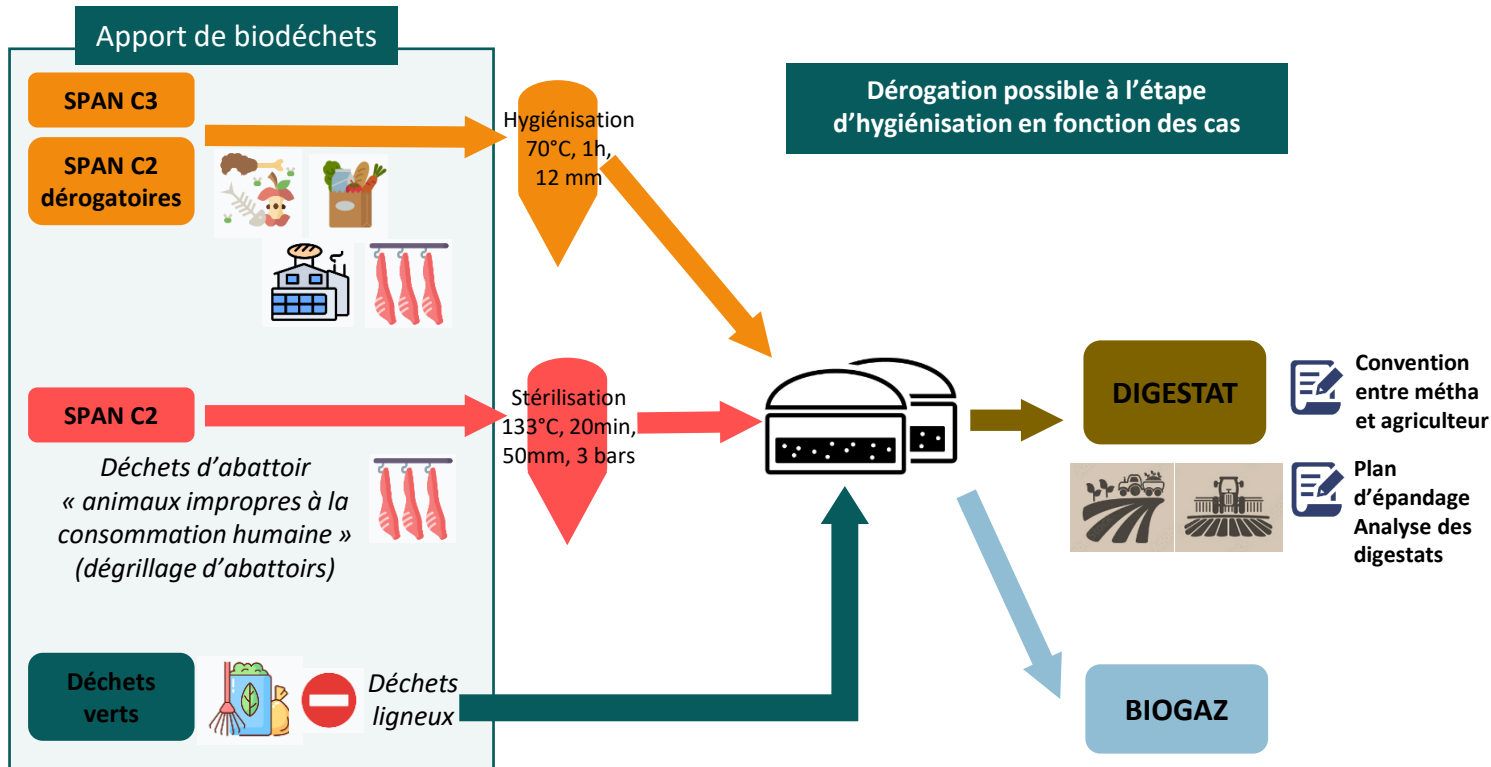 Apport de biodéchets
SPAN C3
SPAN C2
dérogatoires
Hygiénisation
70°C, 1h,
12 mm
Dérogation possible à l’étape
d’hygiénisation en fonction des cas
SPAN C2
Déchets d’abattoir
« animaux impropres à la
consommation humaine »
(dégrillage d’abattoirs)
Stérilisation
133°C, 20min,
50mm, 3 bars
Déchets
verts
Déchets
ligneux
DIGESTAT
Convention
entre métha
et agriculteur
Plan
d’épandage
Analyse des
digestats
BIOGAZ